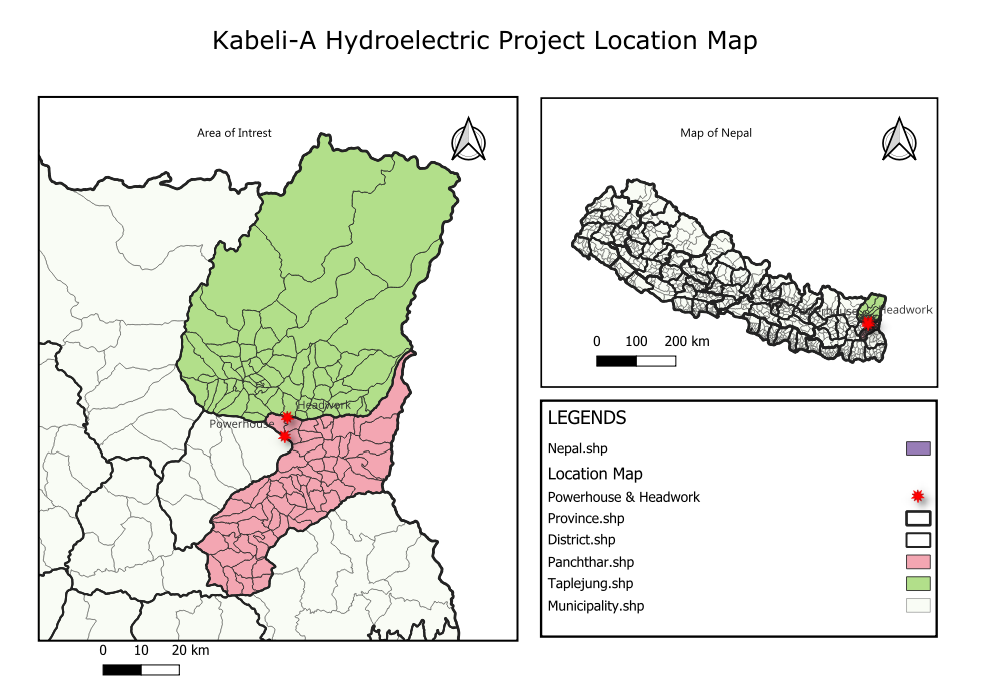 Kabeli-A Hydroelectric Project Location Map
Area of Intrest
Headwork
Powerhouse
0 10 20 km
Map of Nepal
Powerhouse
Headwork
0 100 200 km
LEGENDS
Nepal.shp
Location Map
Powerhouse & Headwork
Province.shp
District.shp
Panchthar.shp
Taplejung.shp
Municipality.shp